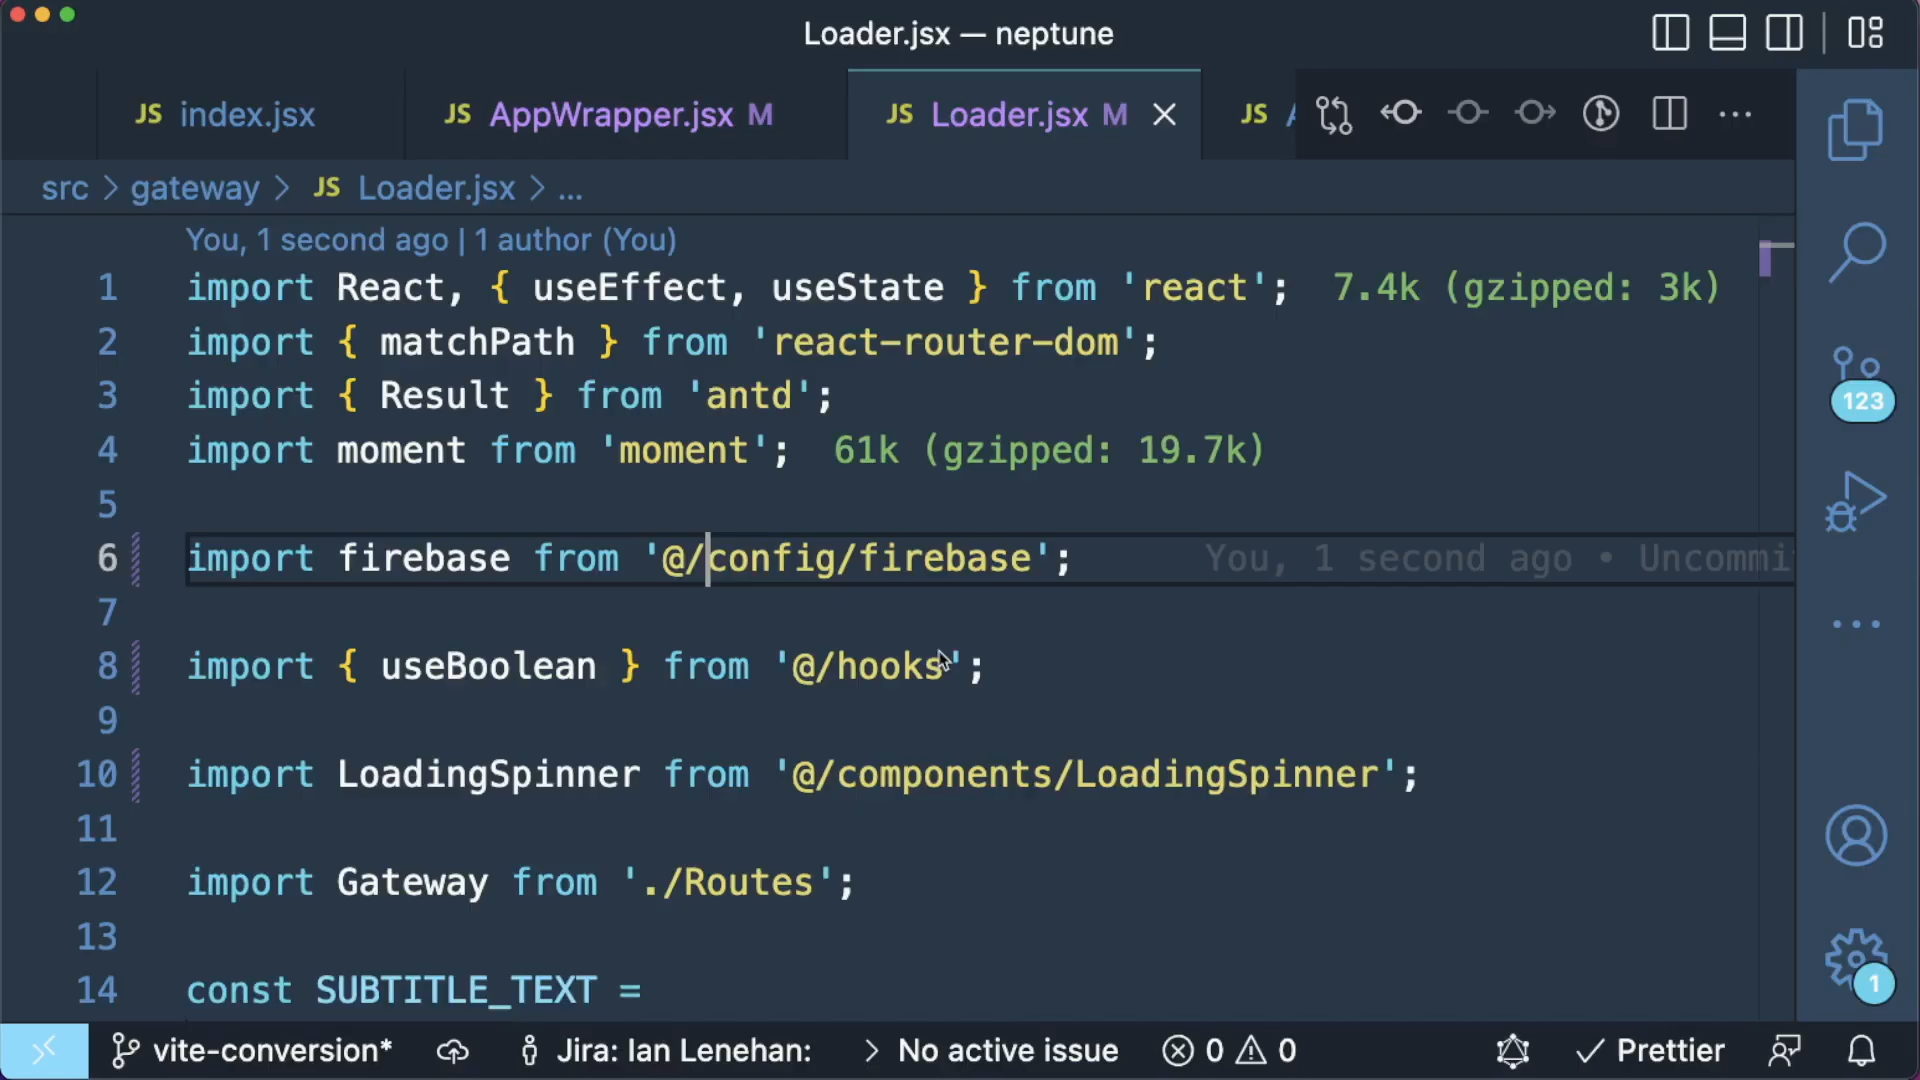 Loader.jsx — neptune
JS index.jsx
JS AppWrapper.jsx M
JS Loader.jsx M
JS
src > gateway > JS Loader.jsx > ...
You, 1 second ago | 1 author (You)
1 import React, { useEffect, useState } from 'react'; 7.4k (gzipped: 3k)
2 import { matchPath } from 'react-router-dom';
3 import { Result } from 'antd';
4 import moment from 'moment'; 61k (gzipped: 19.7k)
5
6 import firebase from '@/config/firebase'; You, 1 second ago • Uncommi
7
8 import { useBoolean } from '@/hooks';
9
10 import LoadingSpinner from '@/components/LoadingSpinner';
11
12 import Gateway from './Routes';
13
14 const SUBTITLE_TEXT =
123
1
vite-conversion* Jira: Ian Lenehan: > No active issue 0 0 Prettier